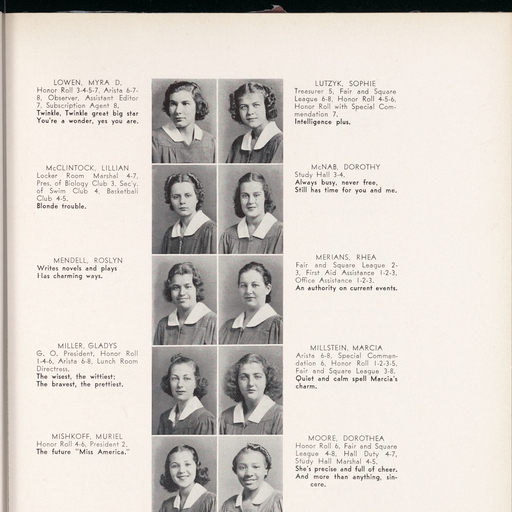 LOWEN, MYRA D.
Honor Roll 3-4-5-7, Arista 6-7-
8, Observer, Assistant Editor
7, Subscription Agent 8.
Twinkle, Twinkle great big star
You're a wonder, yes you are.
LUTZYK, SOPHIE
Treasurer 5, Fair and Square
League 6-8, Honor Roll 4-5-6,
Honor Roll with Special Com-
mendation 7.
Intelligence plus.
McCLINTOCK, LILLIAN
Locker Room Marshal 4-7,
Pres. of Biology Club 3, Sec'y.
of Swim Club 4, Basketball
Club 4-5.
Blonde trouble.
McNAB, DOROTHY
Study Hall 3-4.
Always busy, never free,
Still has time for you and me.
MENDELL, ROSLYN
Writes novels and plays
Has charming ways.
MERIANS, RHEA
Fair and Square League 2-
3, First Aid Assistance 1-2-3,
Office Assistance 1-2-3.
An authority on current events.
MILLER, GLADYS
G. O. President, Honor Roll
1-4-6, Arista 6-8, Lunch Room
Directress.
The wisest, the wittiest;
The bravest, the prettiest.
MILLSTEIN, MARCIA
Arista 6-8, Special Commen-
dation 6, Honor Roll 1-2-3-5,
Fair and Square League 3-8.
Quiet and calm spell Marcia's
charm.
MISHKOFF, MURIEL
Honor Roll 4-6, President 2.
The future "Miss America."
MOORE, DOROTHEA
Honor Roll 6, Fair and Square
League 4-8, Hall Duty 4-7,
Study Hall Marshal 4-5.
She's precise and full of cheer.
And more than anything, sin-
cere.